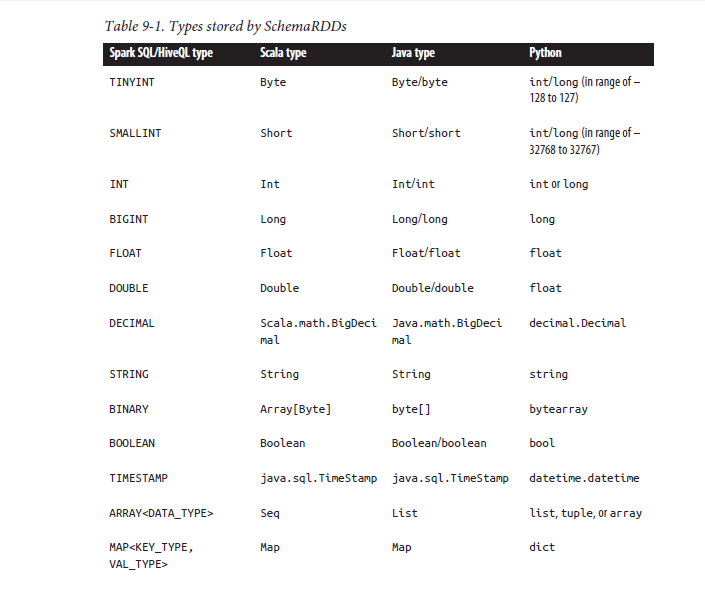 Table 9-1. Types stored by SchemaRDDs
Spark SQL/HiveQL type Scala type Java type Python
TINYINT Byte Byte/byte int/long (in range of –
128 to 127)
SMALLINT Short Short/short int/long (in range of –
32768 to 32767)
INT Int Int/int int or long
BIGINT Long Long/long long
FLOAT Float Float/float float
DOUBLE Double Double/double float
DECIMAL Scala.math.BigDeci Java.math.BigDeci decimal.Decimal
mal mal
STRING String String string
BINARY Array[Byte] byte[] bytearray
BOOLEAN Boolean Boolean/boolean bool
TIMESTAMP java.sql.TimeStamp java.sql.TimeStamp datetime.datetime
ARRAY<DATA_TYPE> Seq List list, tuple, or array
MAP<KEY_TYPE, Map Map dict
VAL_TYPE>